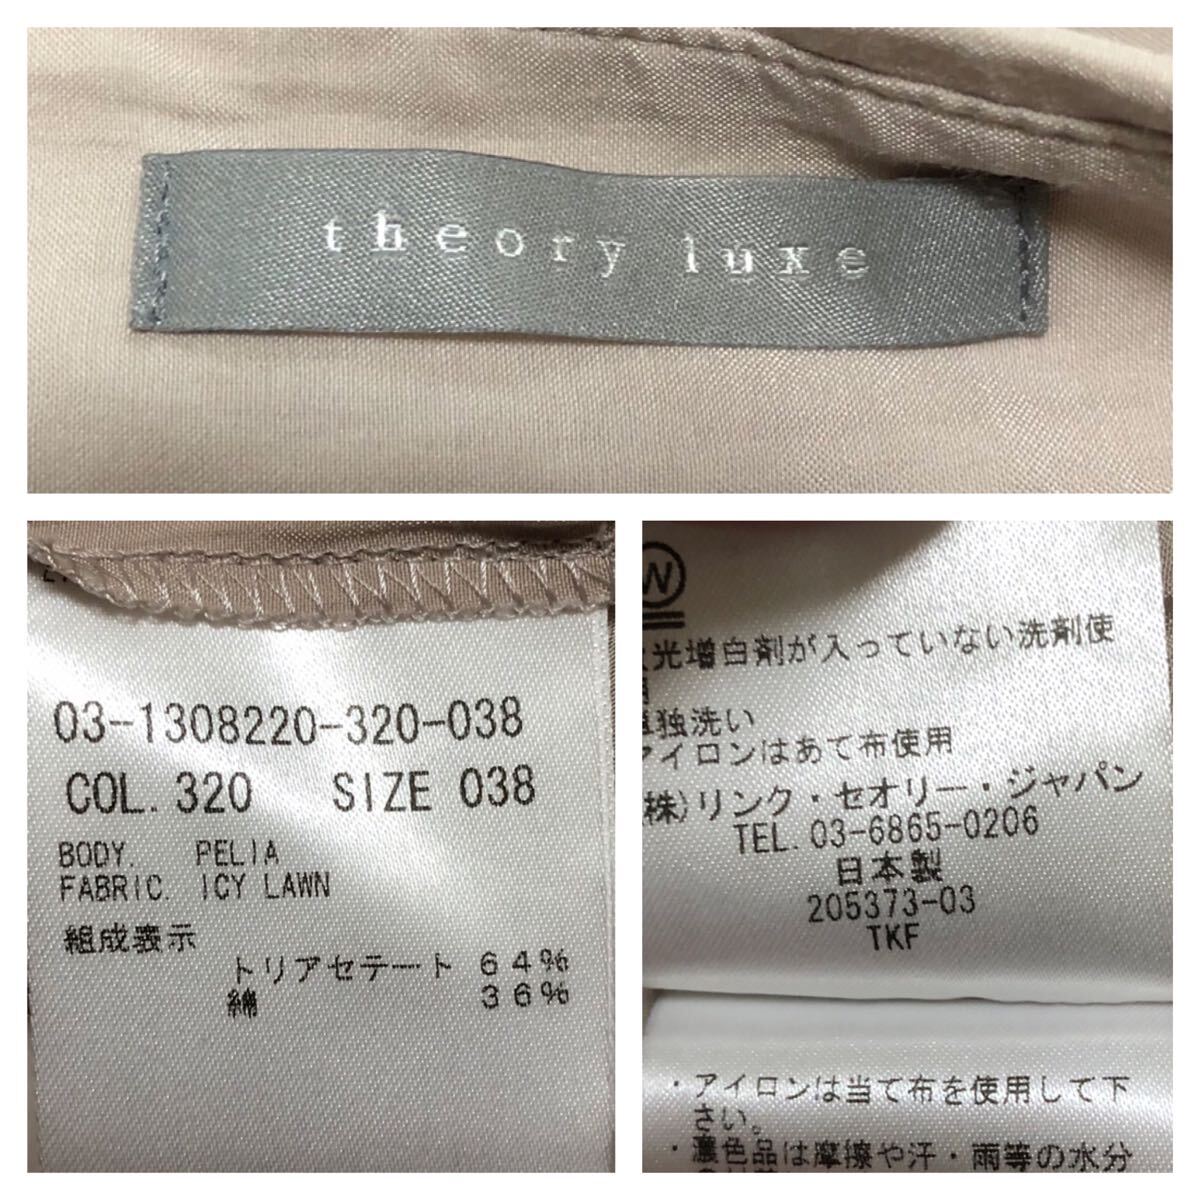 theory luxe
03-1308220-320-038
COL. 320 SIZE 038
BODY. PELIA
FABRIC. ICY LAWN
組成表示
トリアセテート 64%
綿 36%
W
光増白剤が入っていない洗剤使
独洗い
アイロンはあて布使用
(株)リンク・セオリー・ジャパン
TEL. 03-6865-0206
日本製
205373-03
TKF
・アイロンは当て布を使用して下
さい。
・濃色品は摩擦や汗・雨等の水分